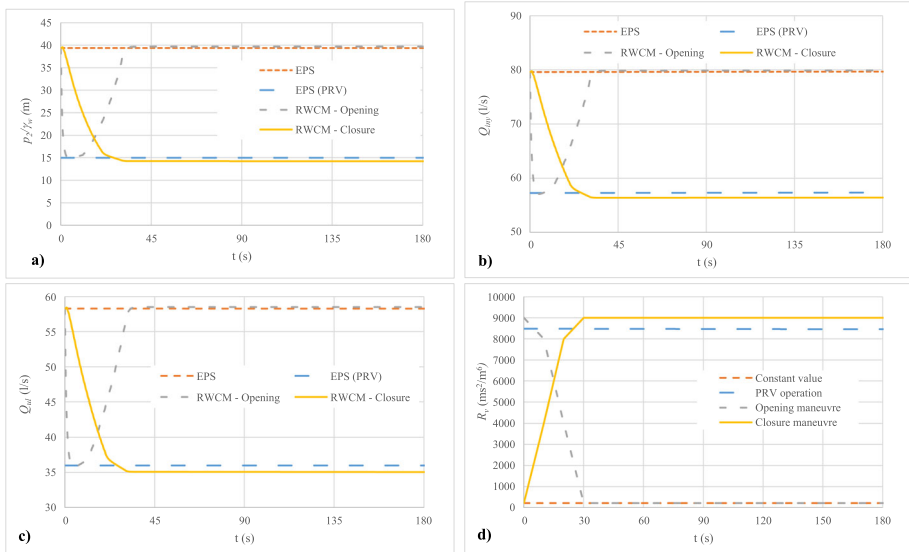 45
40
35
30
25
20
15
10
5
0
p₂/γw (m)
EPS
EPS (PRV)
RWCM - Opening
RWCM - Closure
0 45 90 135 180
t (s)
a)
90
80
70
60
50
Qiny (l/s)
EPS EPS (PRV)
RWCM - Opening RWCM - Closure
0 45 90 135 180
t (s)
b)
60
55
50
45
40
35
30
EPS EPS (PRV)
RWCM - Opening RWCM - Closure
0 45 90 135 180
t (s)
c)
10000
9000
8000
7000
6000
5000
4000
3000
2000
1000
0
Rv (ms²/m⁶)
Constant value
PRV operation
Opening maneuvre
Closure maneuvre
0 30 60 90 120 150 180
t (s)
d)